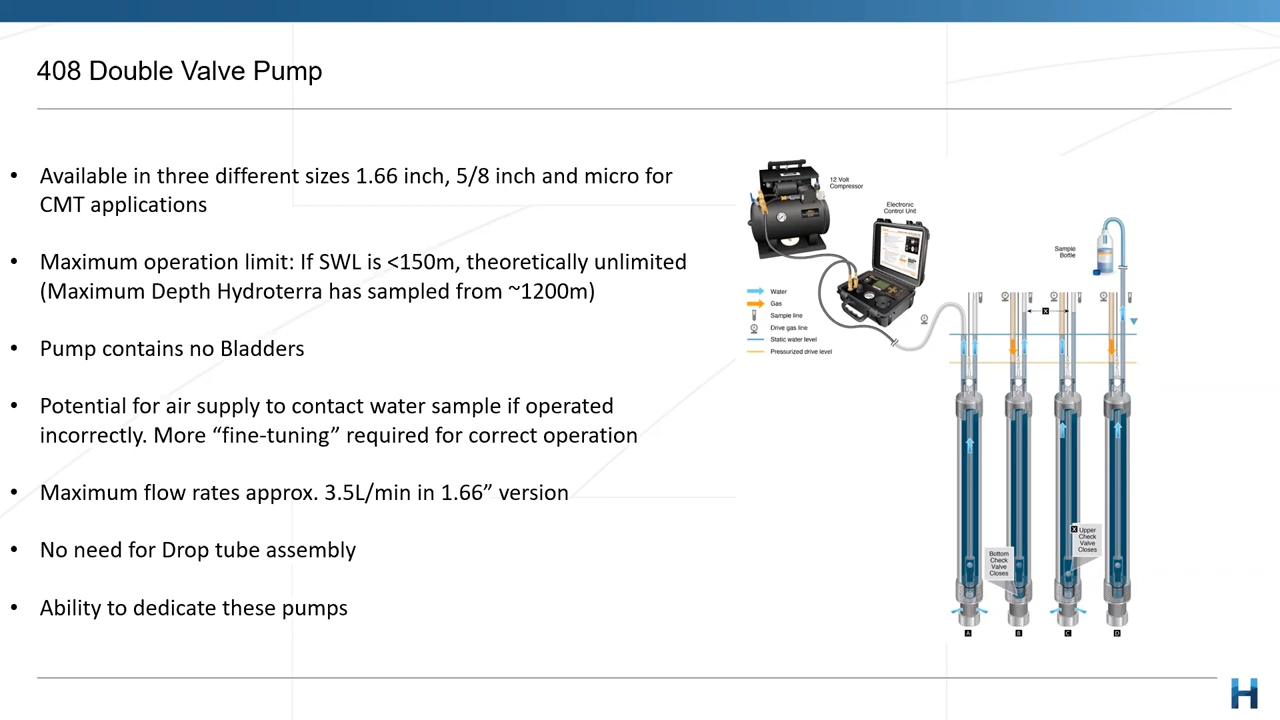 408 Double Valve Pump
• Available in three different sizes 1.66 inch, 5/8 inch and micro for
CMT applications
• Maximum operation limit: If SWL is <150m, theoretically unlimited
(Maximum Depth Hydroterra has sampled from ~1200m)
• Pump contains no Bladders
• Potential for air supply to contact water sample if operated
incorrectly. More “fine-tuning” required for correct operation
• Maximum flow rates approx. 3.5L/min in 1.66” version
• No need for Drop tube assembly
• Ability to dedicate these pumps
12 Volt
Compressor
Electronic
Control Unit
Sample
Bottle
Water
Gas
Sample line
Drive gas line
Static water level
Pressurized drive level
X
X Upper
Check
Valve
Closes
Bottom
Check
Valve
Closes
A
B
C
D
H